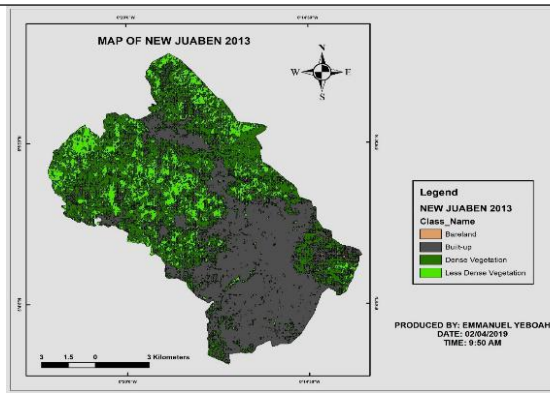 MAP OF NEW JUABEN 2013
N
W E
S
Legend
NEW JUABEN 2013
Class_Name
Bareland
Built-up
Dense Vegetation
Less Dense Vegetation
PRODUCED BY: EMMANUEL YEBOAH
DATE: 02/04/2019
TIME: 9:50 AM
3 1.5 0 3 Kilometers